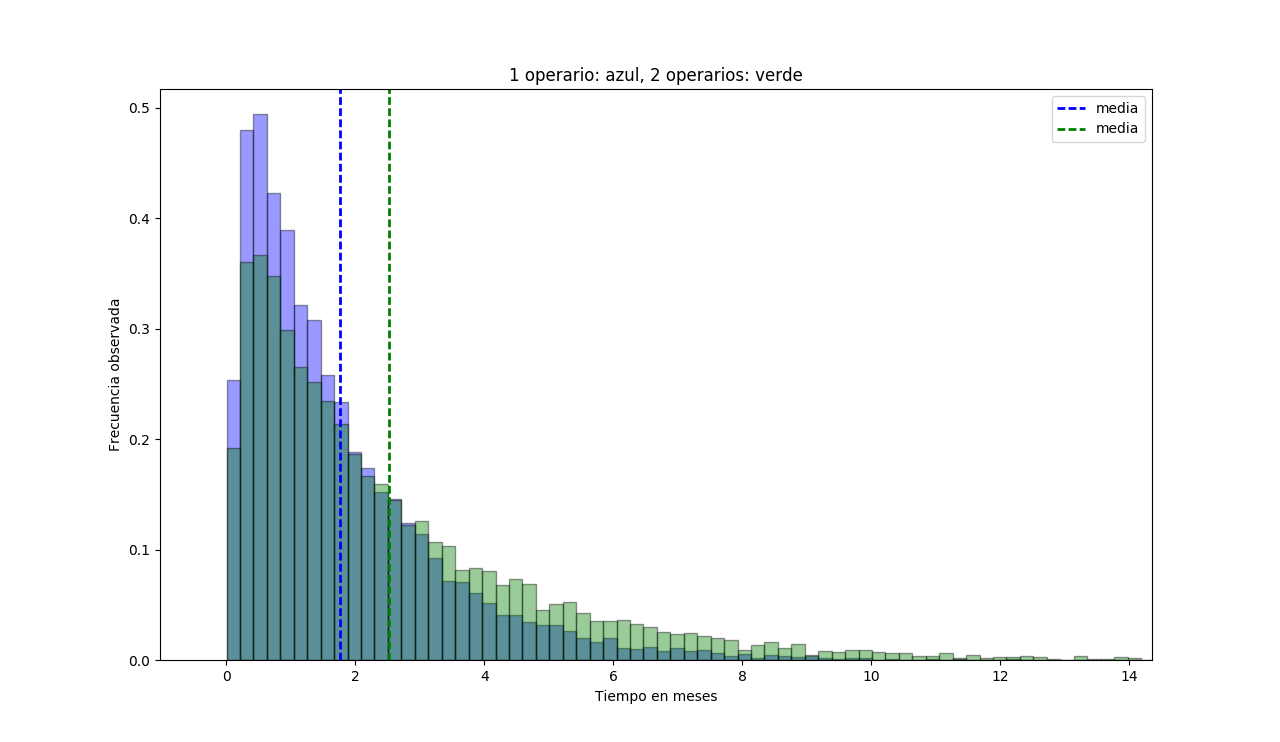 1 operario: azul, 2 operarios: verde
media
media
Frecuencia observada
0.5
0.4
0.3
0.2
0.1
0.0
0 2 4 6 8 10 12 14
Tiempo en meses